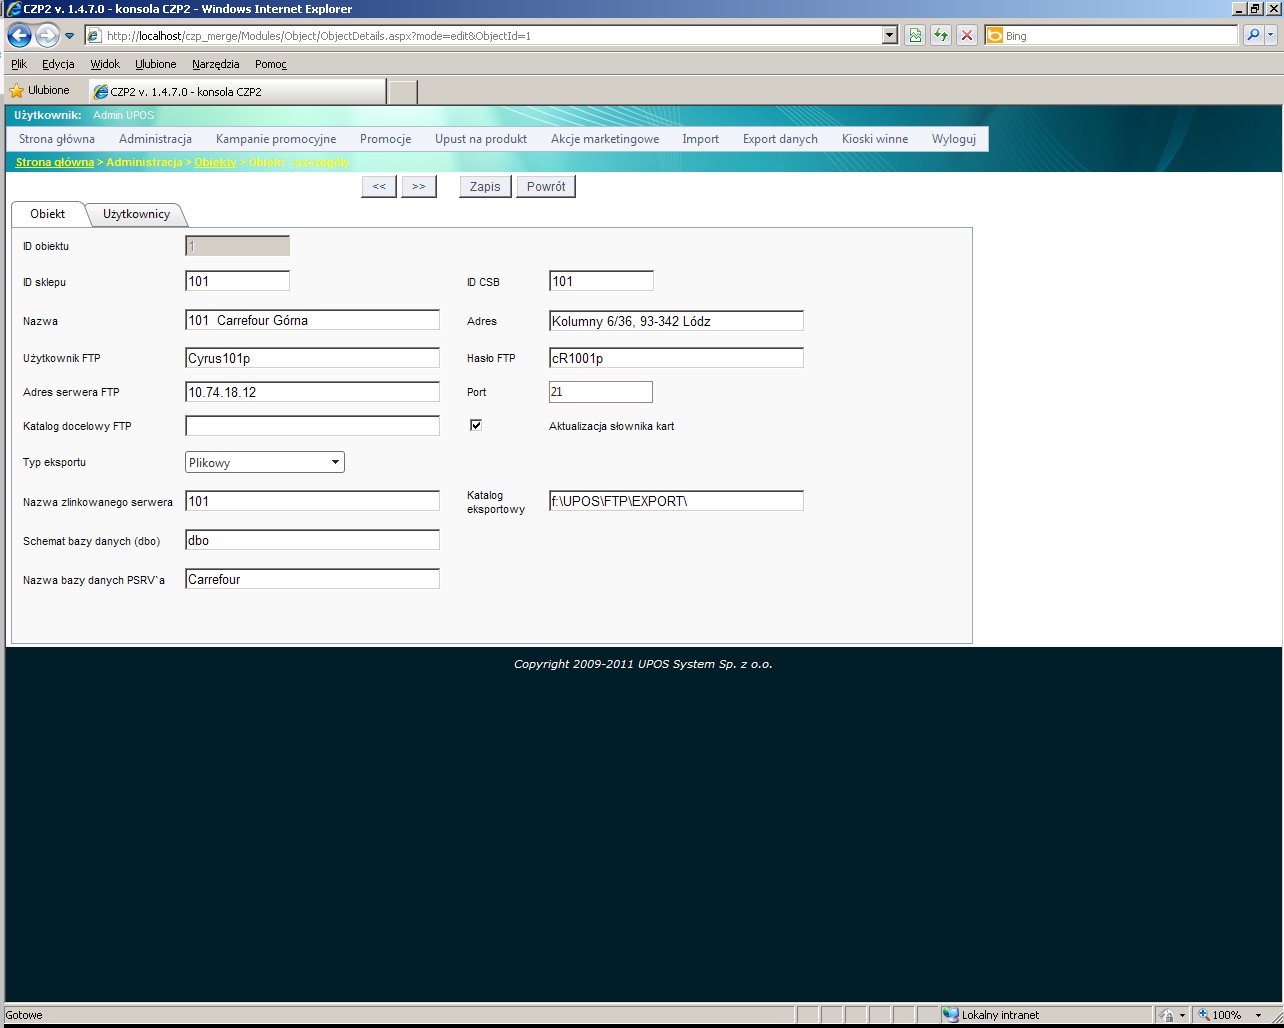 CZP2 v. 1.4.7.0 - konsola CZP2 - Windows Internet Explorer
http://localhost/czp_merge/Modules/Object/ObjectDetails.aspx?mode=edit&ObjectId=1
Bing
Plik Edycja Widok Ulubione Narzędzia Pomoc
Ulubione
CZP2 v. 1.4.7.0 - konsola CZP2
Użytkownik: Admin UPOS
Strona główna Administracja Kampanie promocyjne Promocje Upust na produkt Akcje marketingowe Import Export danych Kioski winne Wyloguj
Strona główna > Administracja > Obiekty > Obiekt - szczegóły
<< >> Zapis Powrót
Obiekt Użytkownicy
ID obiektu 1
ID sklepu 101 ID CSB 101
Nazwa 101 Carrefour Górna Adres Kolumny 6/36, 93-342 Lódz
Użytkownik FTP Cyrus101p Hasło FTP cR1001p
Adres serwera FTP 10.74.18.12 Port 21
Katalog docelowy FTP Aktualizacja słownika kart
Typ eksportu Plikowy
Nazwa zlinkowanego serwera 101 Katalog eksportowy f:\UPOS\FTP\EXPORT\
Schemat bazy danych (dbo) dbo
Nazwa bazy danych PSRV`a Carrefour
Copyright 2009-2011 UPOS System Sp. z o.o.
Gotowe Lokalny intranet 100%